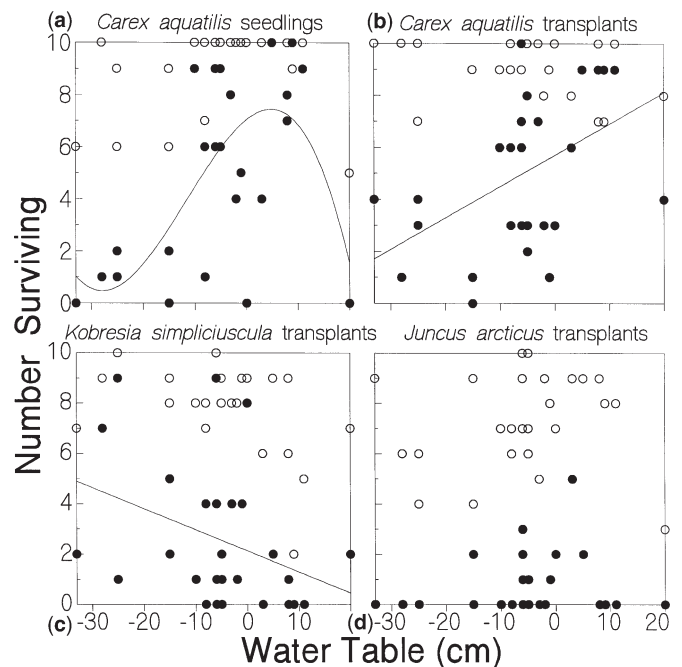 (a) Carex aquatilis seedlings
(b) Carex aquatilis transplants
10
8
6
4
2
0
Kobresia simpliciuscula transplants
Juncus arcticus transplants
10
8
6
4
2
0
Number Surviving
(c) -30 -20 -10 0 10 20
(d) -30 -20 -10 0 10 20
Water Table (cm)